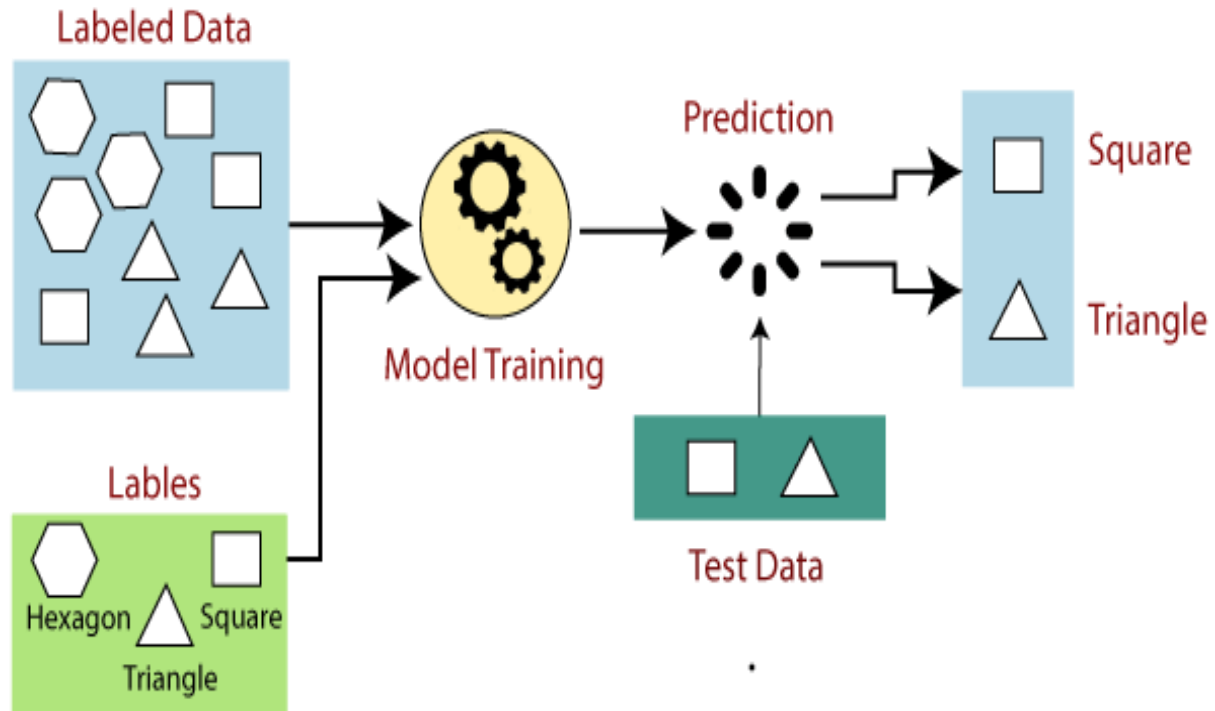 Labeled Data
Prediction
Square
Triangle
Model Training
Lables
Hexagon
Square
Triangle
Test Data